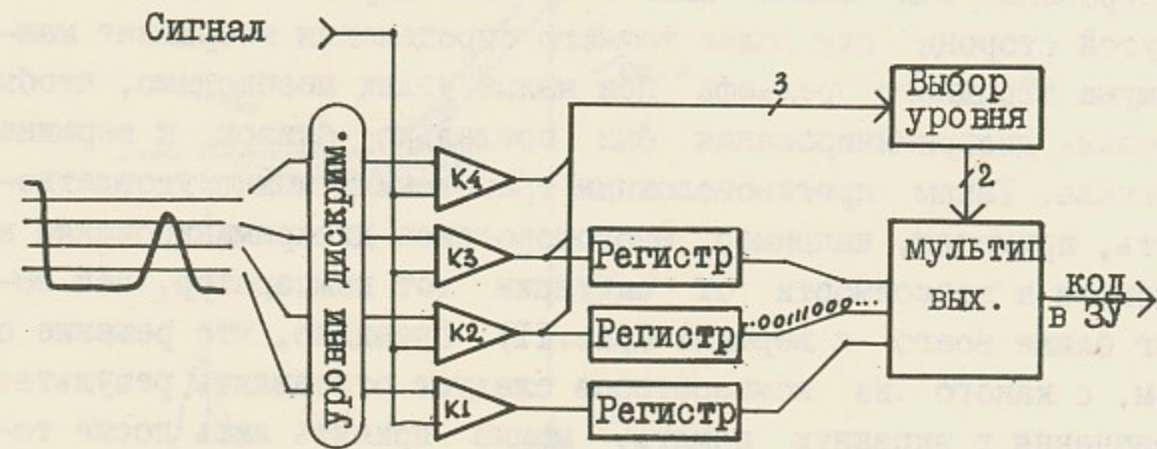 Сигнал
уровни дискрим.
К4
К3
К2
К1
3
Выбор
уровня
2
Регистр
Регистр
Регистр
..00111000...
мультип
вых.
код
в ЗУ